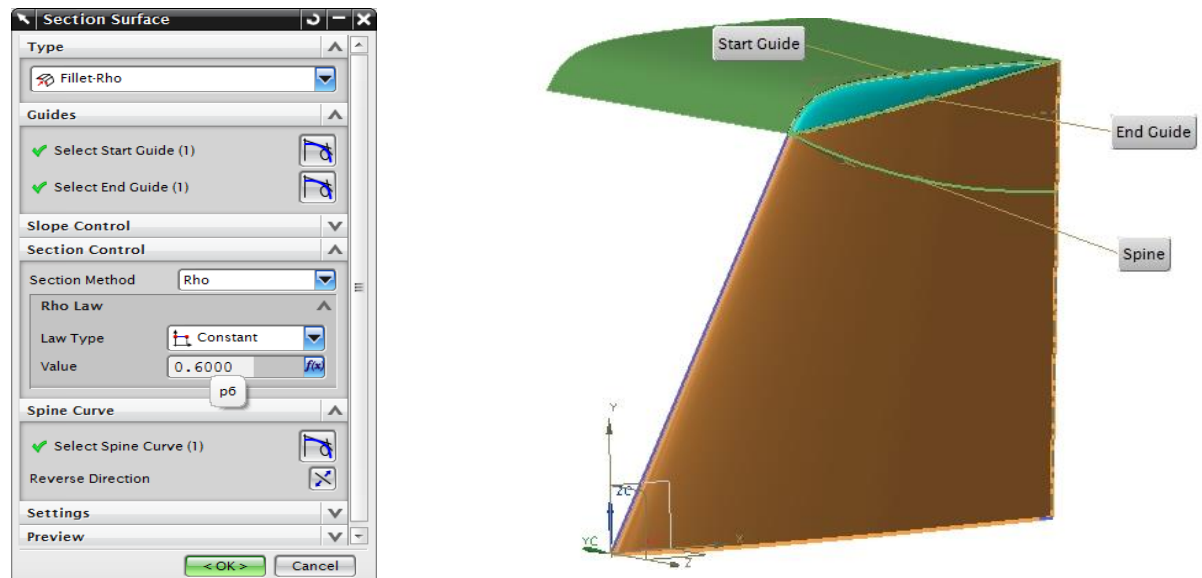 Section Surface
Type
Fillet-Rho
Guides
Select Start Guide (1)
Select End Guide (1)
Slope Control
Section Control
Section Method Rho
Rho Law
Law Type Constant
Value 0.6000 f(x)
p6
Spine Curve
Select Spine Curve (1)
Reverse Direction
Settings
Preview
< OK > Cancel
Start Guide
End Guide
Spine
Y
ZC
X
YC
Z